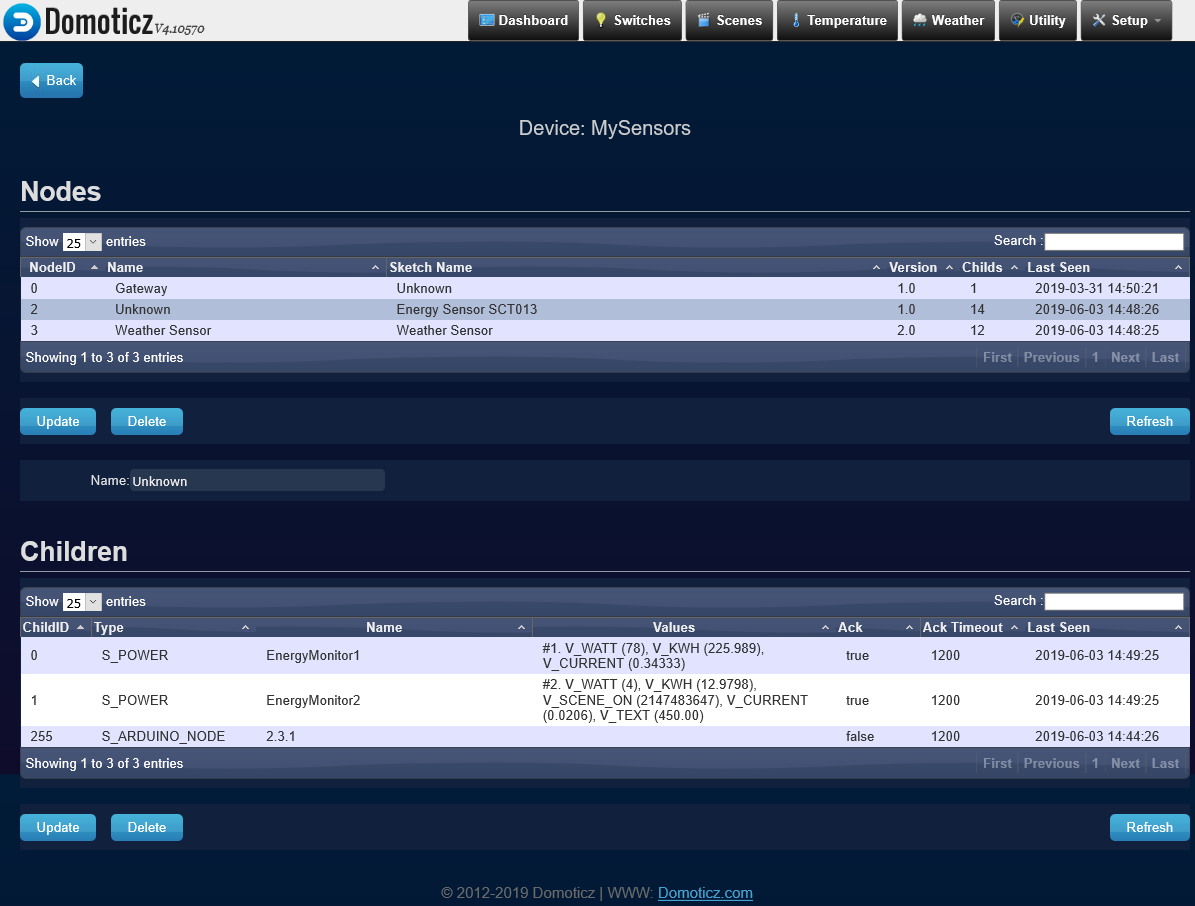 Domoticz V4.10570 Dashboard Switches Scenes Temperature Weather Utility Setup
Back
Device: MySensors
Nodes
Show 25 entries Search :
NodeID Name Sketch Name Version Childs Last Seen
0 Gateway Unknown 1.0 1 2019-03-31 14:50:21
2 Unknown Energy Sensor SCT013 1.0 14 2019-06-03 14:48:26
3 Weather Sensor Weather Sensor 2.0 12 2019-06-03 14:48:25
Showing 1 to 3 of 3 entries First Previous 1 Next Last
Update Delete Refresh
Name: Unknown
Children
Show 25 entries Search :
ChildID Type Name Values Ack Ack Timeout Last Seen
0 S_POWER EnergyMonitor1 #1. V_WATT (78), V_KWH (225.989),
V_CURRENT (0.34333) true 1200 2019-06-03 14:49:25
1 S_POWER EnergyMonitor2 #2. V_WATT (4), V_KWH (12.9798),
V_SCENE_ON (2147483647), V_CURRENT
(0.0206), V_TEXT (450.00) true 1200 2019-06-03 14:49:25
255 S_ARDUINO_NODE 2.3.1 false 1200 2019-06-03 14:44:26
Showing 1 to 3 of 3 entries First Previous 1 Next Last
Update Delete Refresh
© 2012-2019 Domoticz | WWW: Domoticz.com